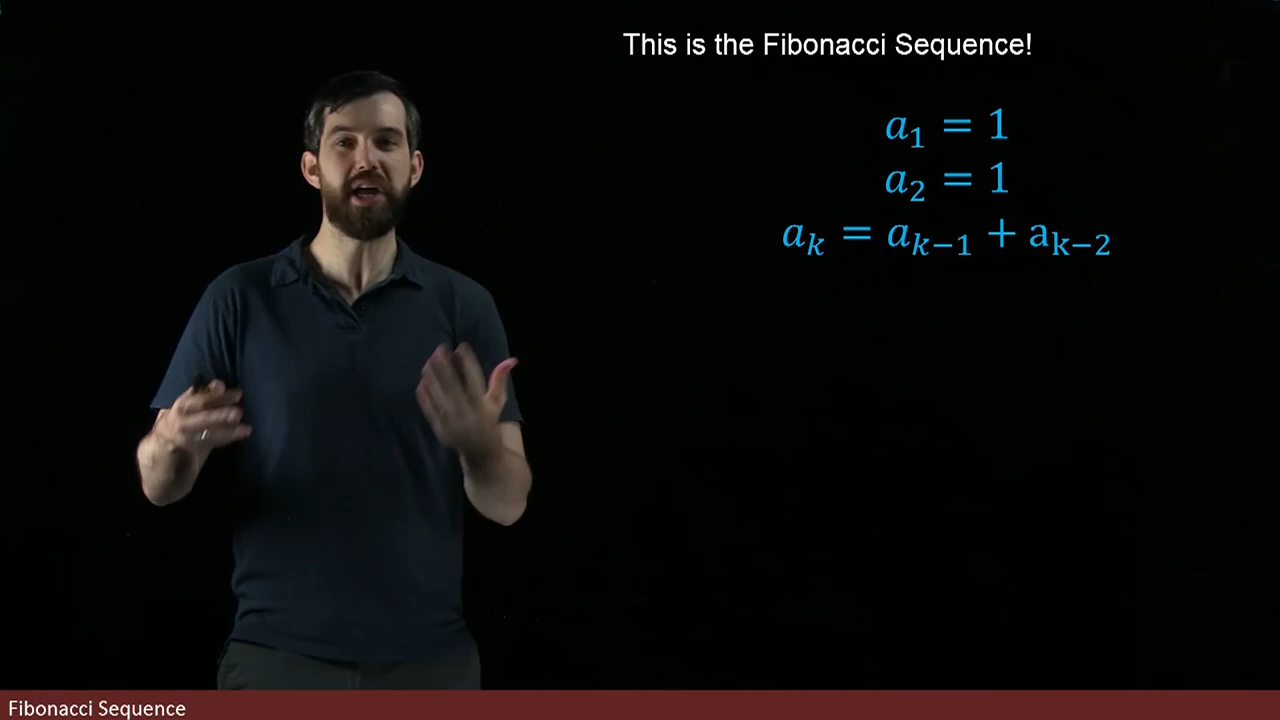 This is the Fibonacci Sequence!
a₁ = 1
a₂ = 1
aₖ = aₖ₋₁ + aₖ₋₂
Fibonacci Sequence